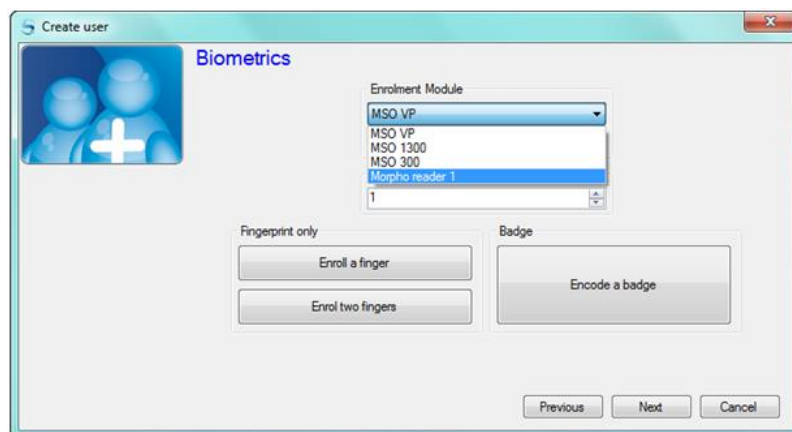 Create user
Biometrics
Enrolment Module
MSO VP
MSO VP
MSO 1300
MSO 300
Morpho reader 1
1
Fingerprint only
Badge
Enroll a finger
Encode a badge
Enrol two fingers
Previous
Next
Cancel